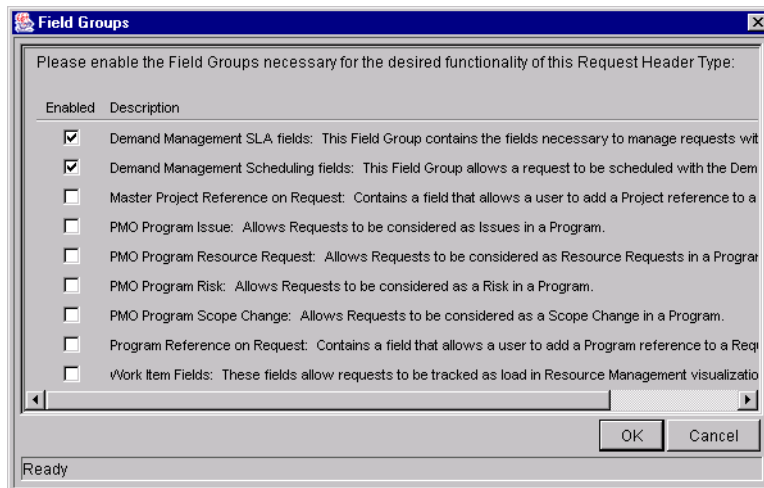 Field Groups
Please enable the Field Groups necessary for the desired functionality of this Request Header Type:
Enabled Description
Demand Management SLA fields: This Field Group contains the fields necessary to manage requests wit
Demand Management Scheduling fields: This Field Group allows a request to be scheduled with the Dem
Master Project Reference on Request: Contains a field that allows a user to add a Project reference to a
PMO Program Issue: Allows Requests to be considered as Issues in a Program.
PMO Program Resource Request: Allows Requests to be considered as Resource Requests in a Program
PMO Program Risk: Allows Requests to be considered as a Risk in a Program.
PMO Program Scope Change: Allows Requests to be considered as a Scope Change in a Program.
Program Reference on Request: Contains a field that allows a user to add a Program reference to a Requ
Work Item Fields: These fields allow requests to be tracked as load in Resource Management visualizatio
OK Cancel
Ready